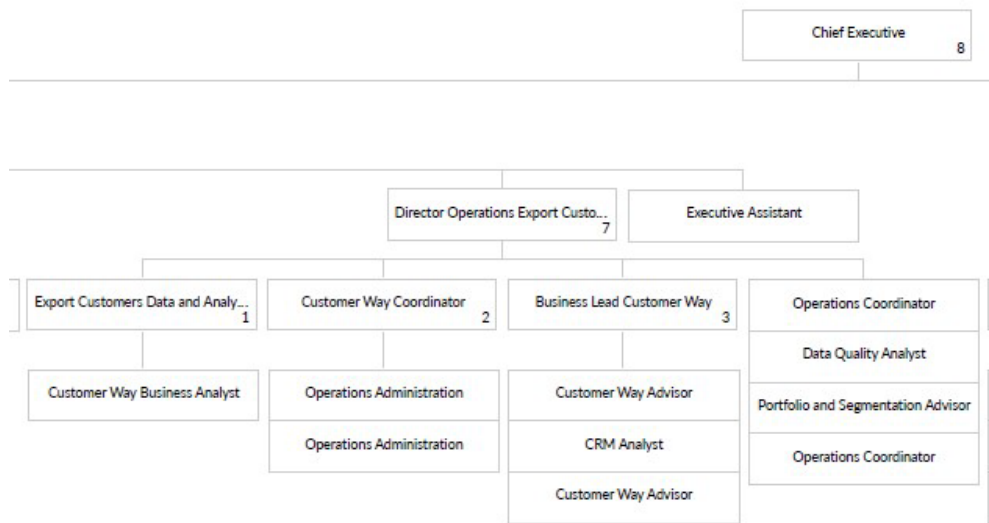 Chief Executive
8
Director Operations Export Custo...
7
Executive Assistant
Export Customers Data and Analy...
1
Customer Way Coordinator
2
Business Lead Customer Way
3
Operations Coordinator
Data Quality Analyst
Portfolio and Segmentation Advisor
Operations Coordinator
Customer Way Business Analyst
Operations Administration
Operations Administration
Customer Way Advisor
CRM Analyst
Customer Way Advisor